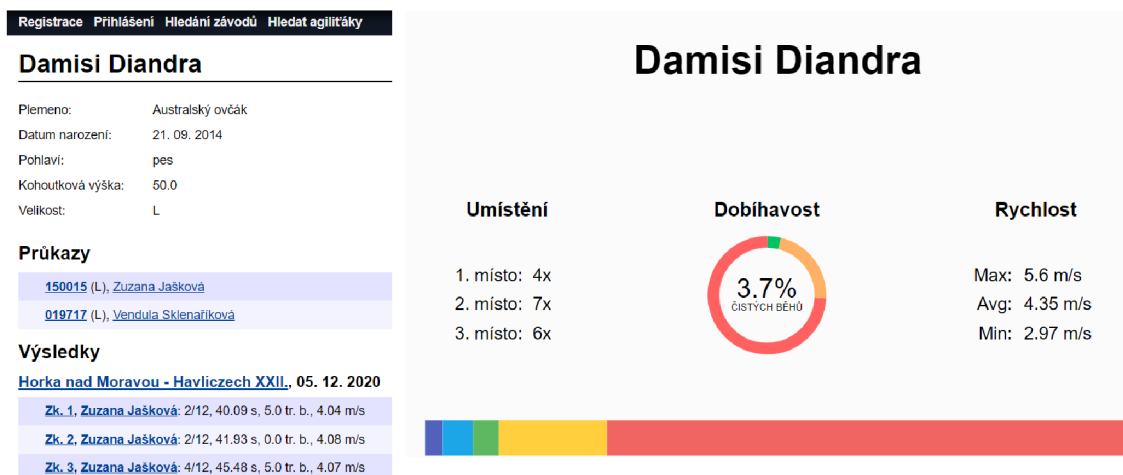 Registrace Přihlášení Hledání závodů Hledat agiliťáky
Damisi Diandra
Plemeno: Australský ovčák
Datum narození: 21. 09. 2014
Pohlaví: pes
Kohoutková výška: 50.0
Velikost: L
Průkazy
150015 (L), Zuzana Jašková
019717 (L), Vendula Sklenaříková
Výsledky
Horka nad Moravou - Havliczech XXII., 05. 12. 2020
Zk. 1, Zuzana Jašková: 2/12, 40.09 s, 5.0 tr. b., 4.04 m/s
Zk. 2, Zuzana Jašková: 2/12, 41.93 s, 0.0 tr. b., 4.08 m/s
Zk. 3, Zuzana Jašková: 4/12, 45.48 s, 5.0 tr. b., 4.07 m/s
Damisi Diandra
Umístění
1. místo: 4x
2. místo: 7x
3. místo: 6x
Dobíhavost
3.7%
ČISTÝCH BĚHŮ
Rychlost
Max: 5.6 m/s
Avg: 4.35 m/s
Min: 2.97 m/s